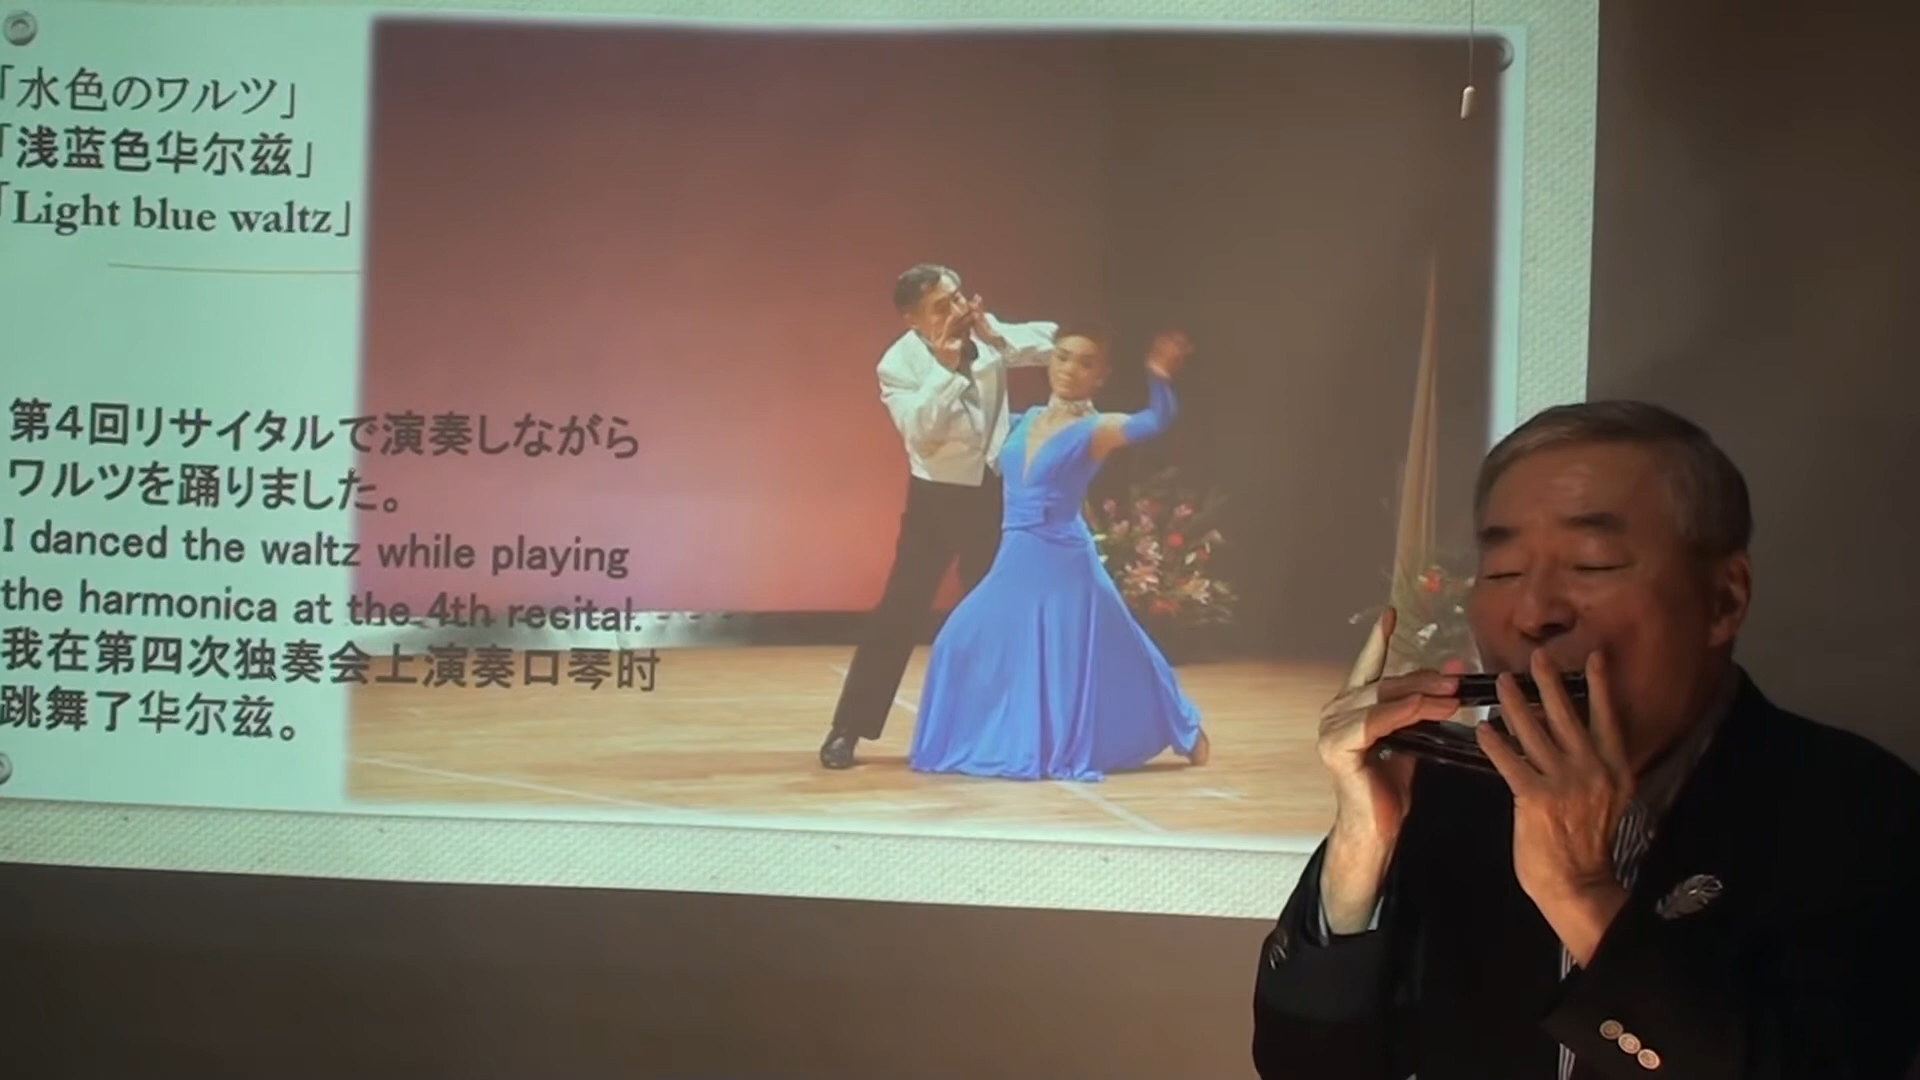 「水色のワルツ」
「浅蓝色华尔兹」
「Light blue waltz」
第4回リサイタルで演奏しながら
ワルツを踊りました。
I danced the waltz while playing
the harmonica at the 4th recital.
我在第四次独奏会上演奏口琴时
跳舞了华尔兹。